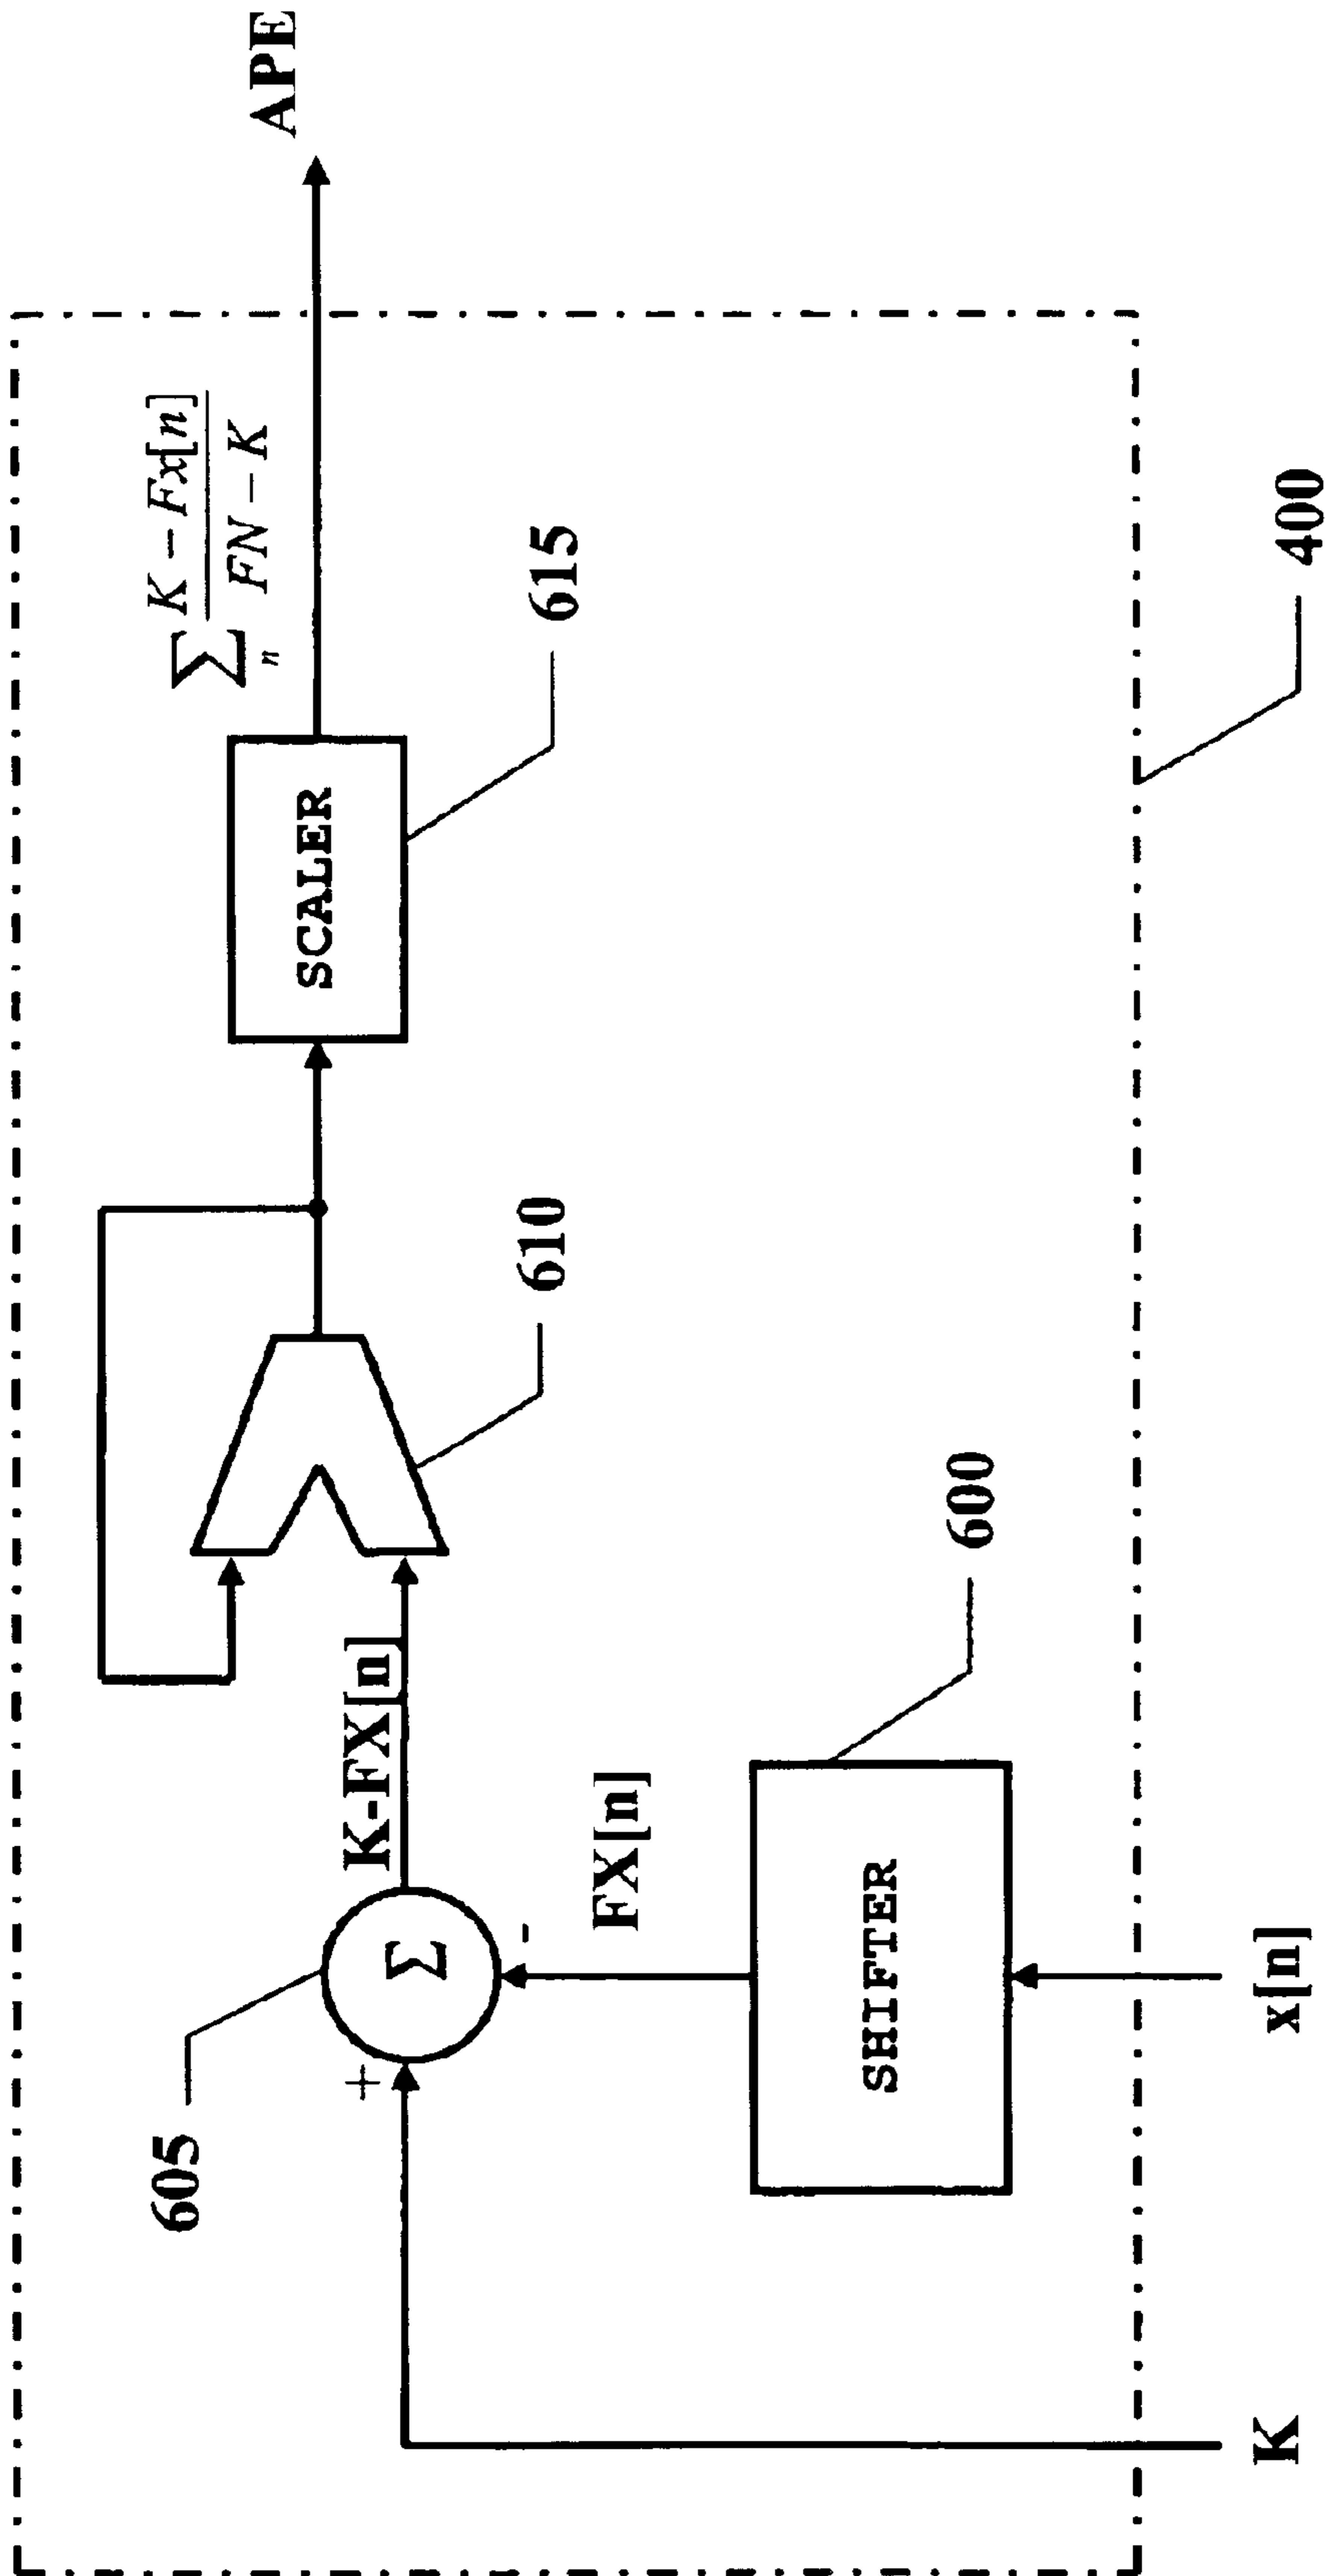 APE
∑ K – Fx[n]
n FN – K
SCALER
615
610
K-FX[n]
605
+
Σ
-
FX[n]
SHIFTER
600
K
x[n]
400